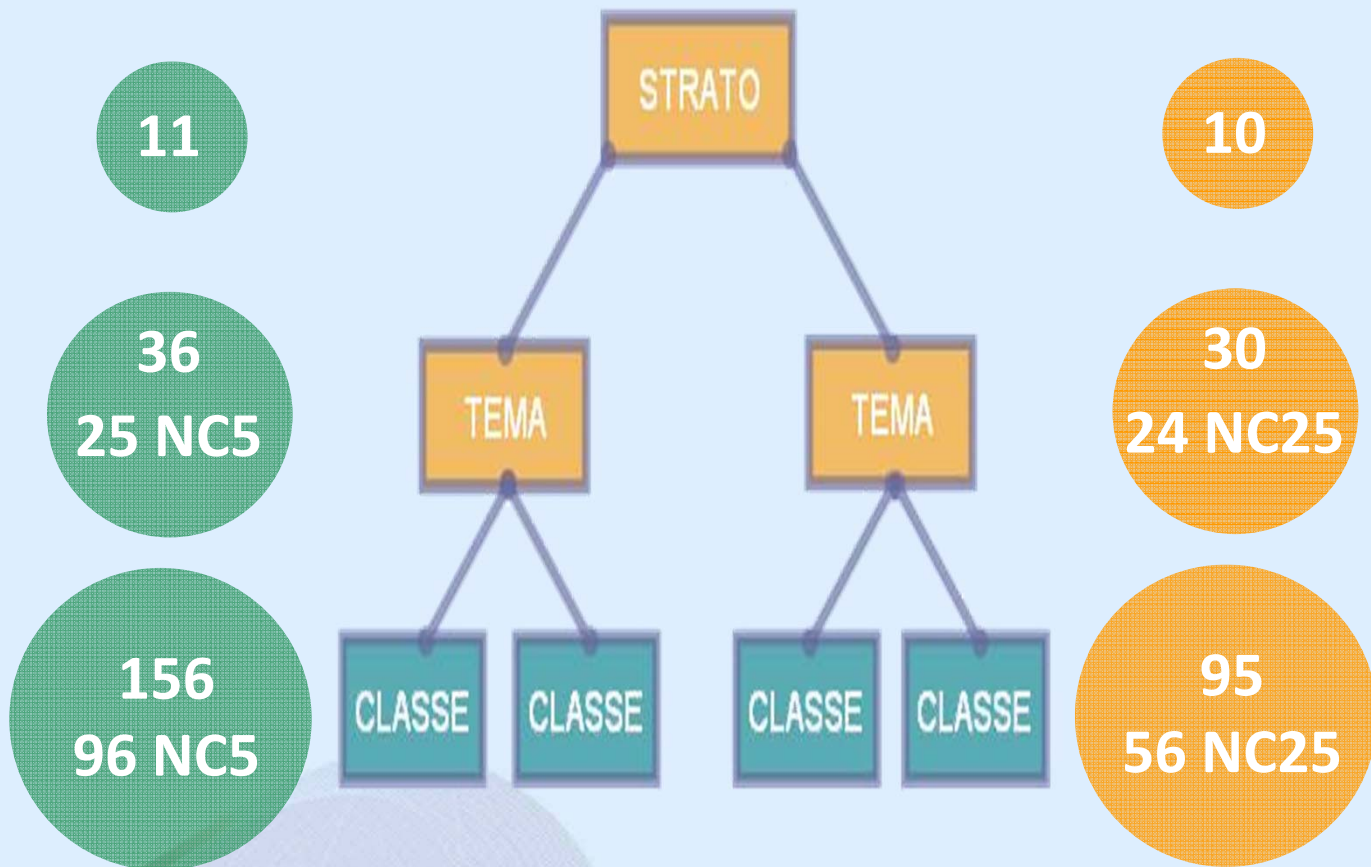 STRATO
11
10
36
25 NC5
TEMA
TEMA
30
24 NC25
156
96 NC5
CLASSE
CLASSE
CLASSE
CLASSE
95
56 NC25